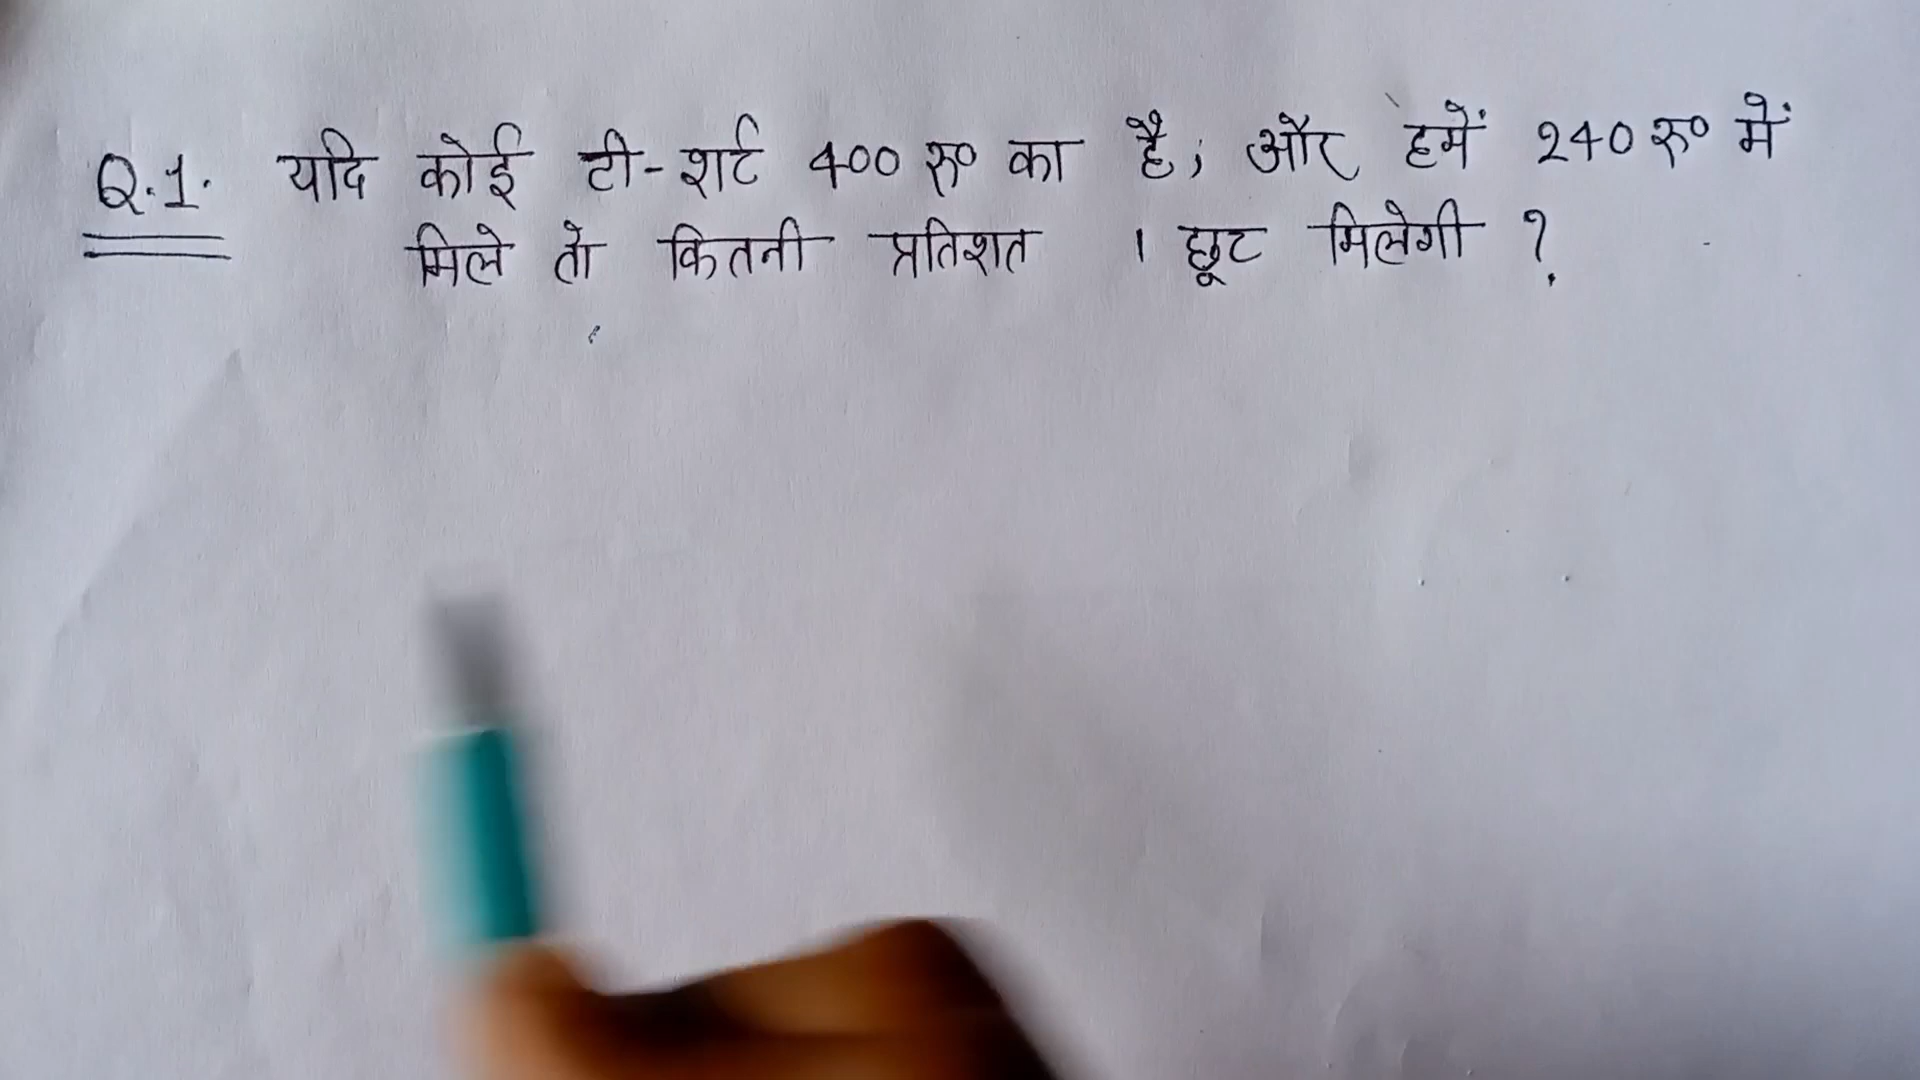 Q.1. यदि कोई टी-शर्ट 400 रु० का है, और हमें 240 रु० में
मिले तो कितनी प्रतिशत । छूट मिलेगी ?